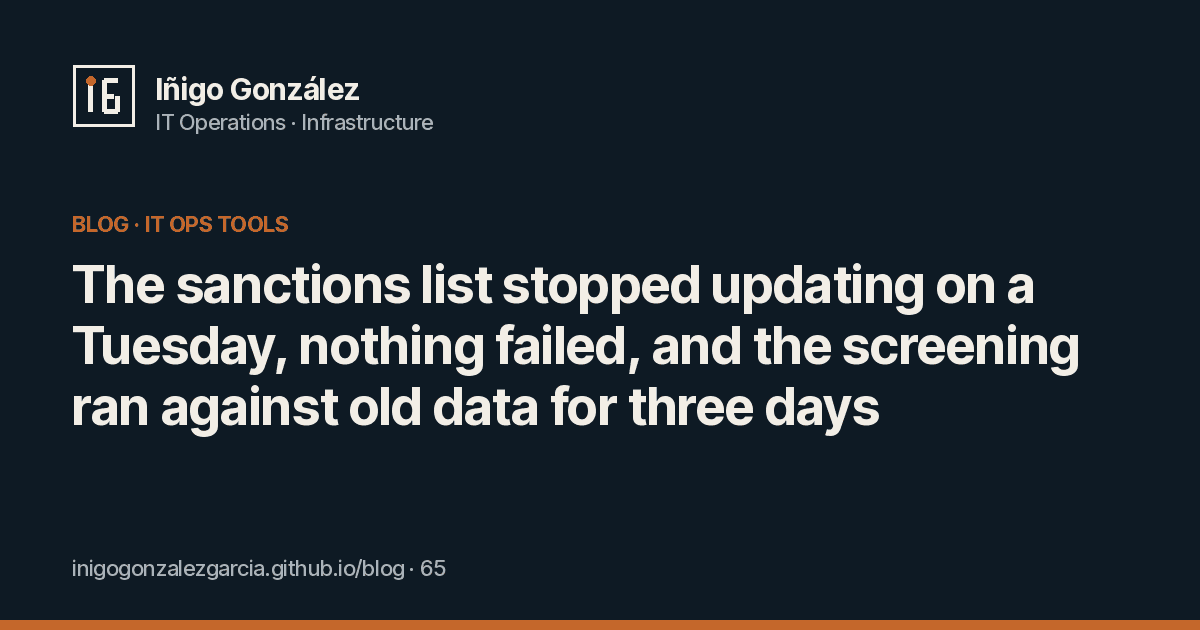 iG
Iñigo González
IT Operations · Infrastructure
BLOG · IT OPS TOOLS
The sanctions list stopped updating on a
Tuesday, nothing failed, and the screening
ran against old data for three days
inigogonzalezgarcia.github.io/blog · 65